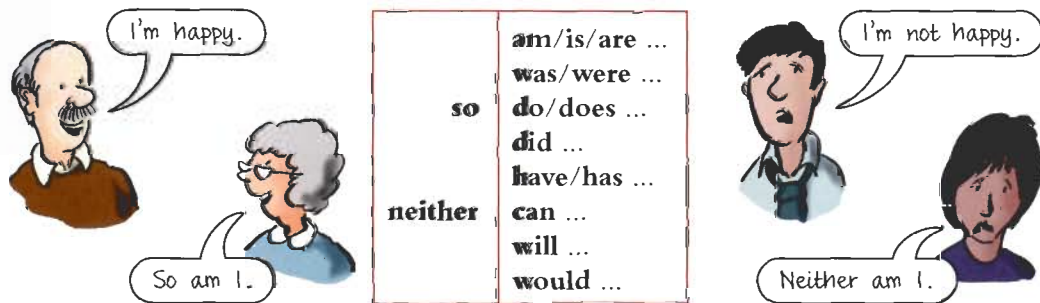 I'm happy.
So am I.
so
neither
am/is/are ...
was/were ...
do/does ...
did ...
have/has ...
can ...
will ...
would ...
I'm not happy.
Neither am I.